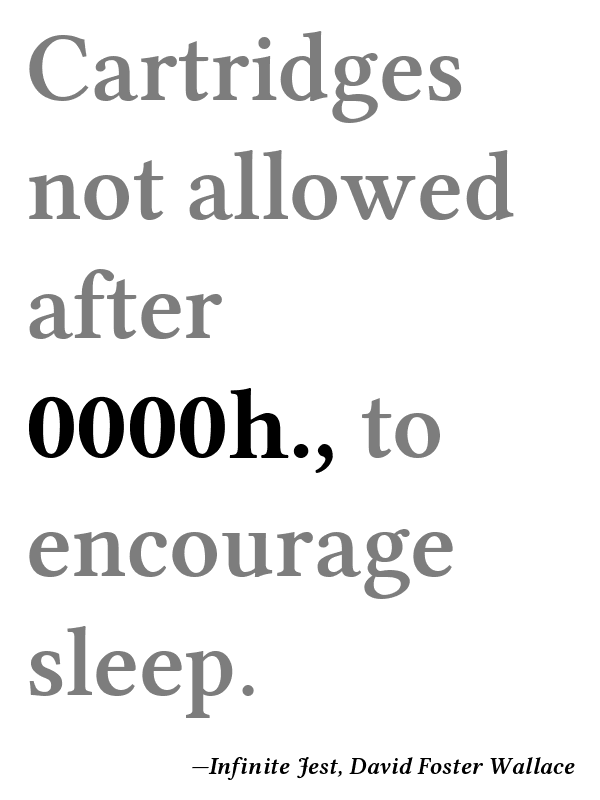 Cartridges
not allowed
after
0000h., to
encourage
sleep.
—Infinite Jest, David Foster Wallace